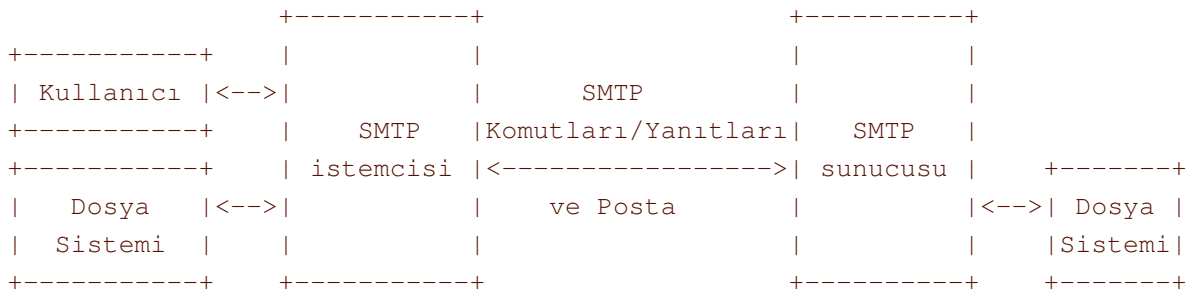 +-----------+                    +----------+
+-----------+     |           |                    |          |
| Kullanıcı |<-->|            |      SMTP          |          |
+-----------+     |    SMTP   |Komutları/Yanıtları|   SMTP   |
+-----------+     | istemcisi |<----------------->| sunucusu |    +-------+
|   Dosya   |<-->|            |    ve Posta        |          |<-->| Dosya |
|  Sistemi  |     |           |                    |          |    |Sistemi|
+-----------+     +-----------+                    +----------+    +-------+